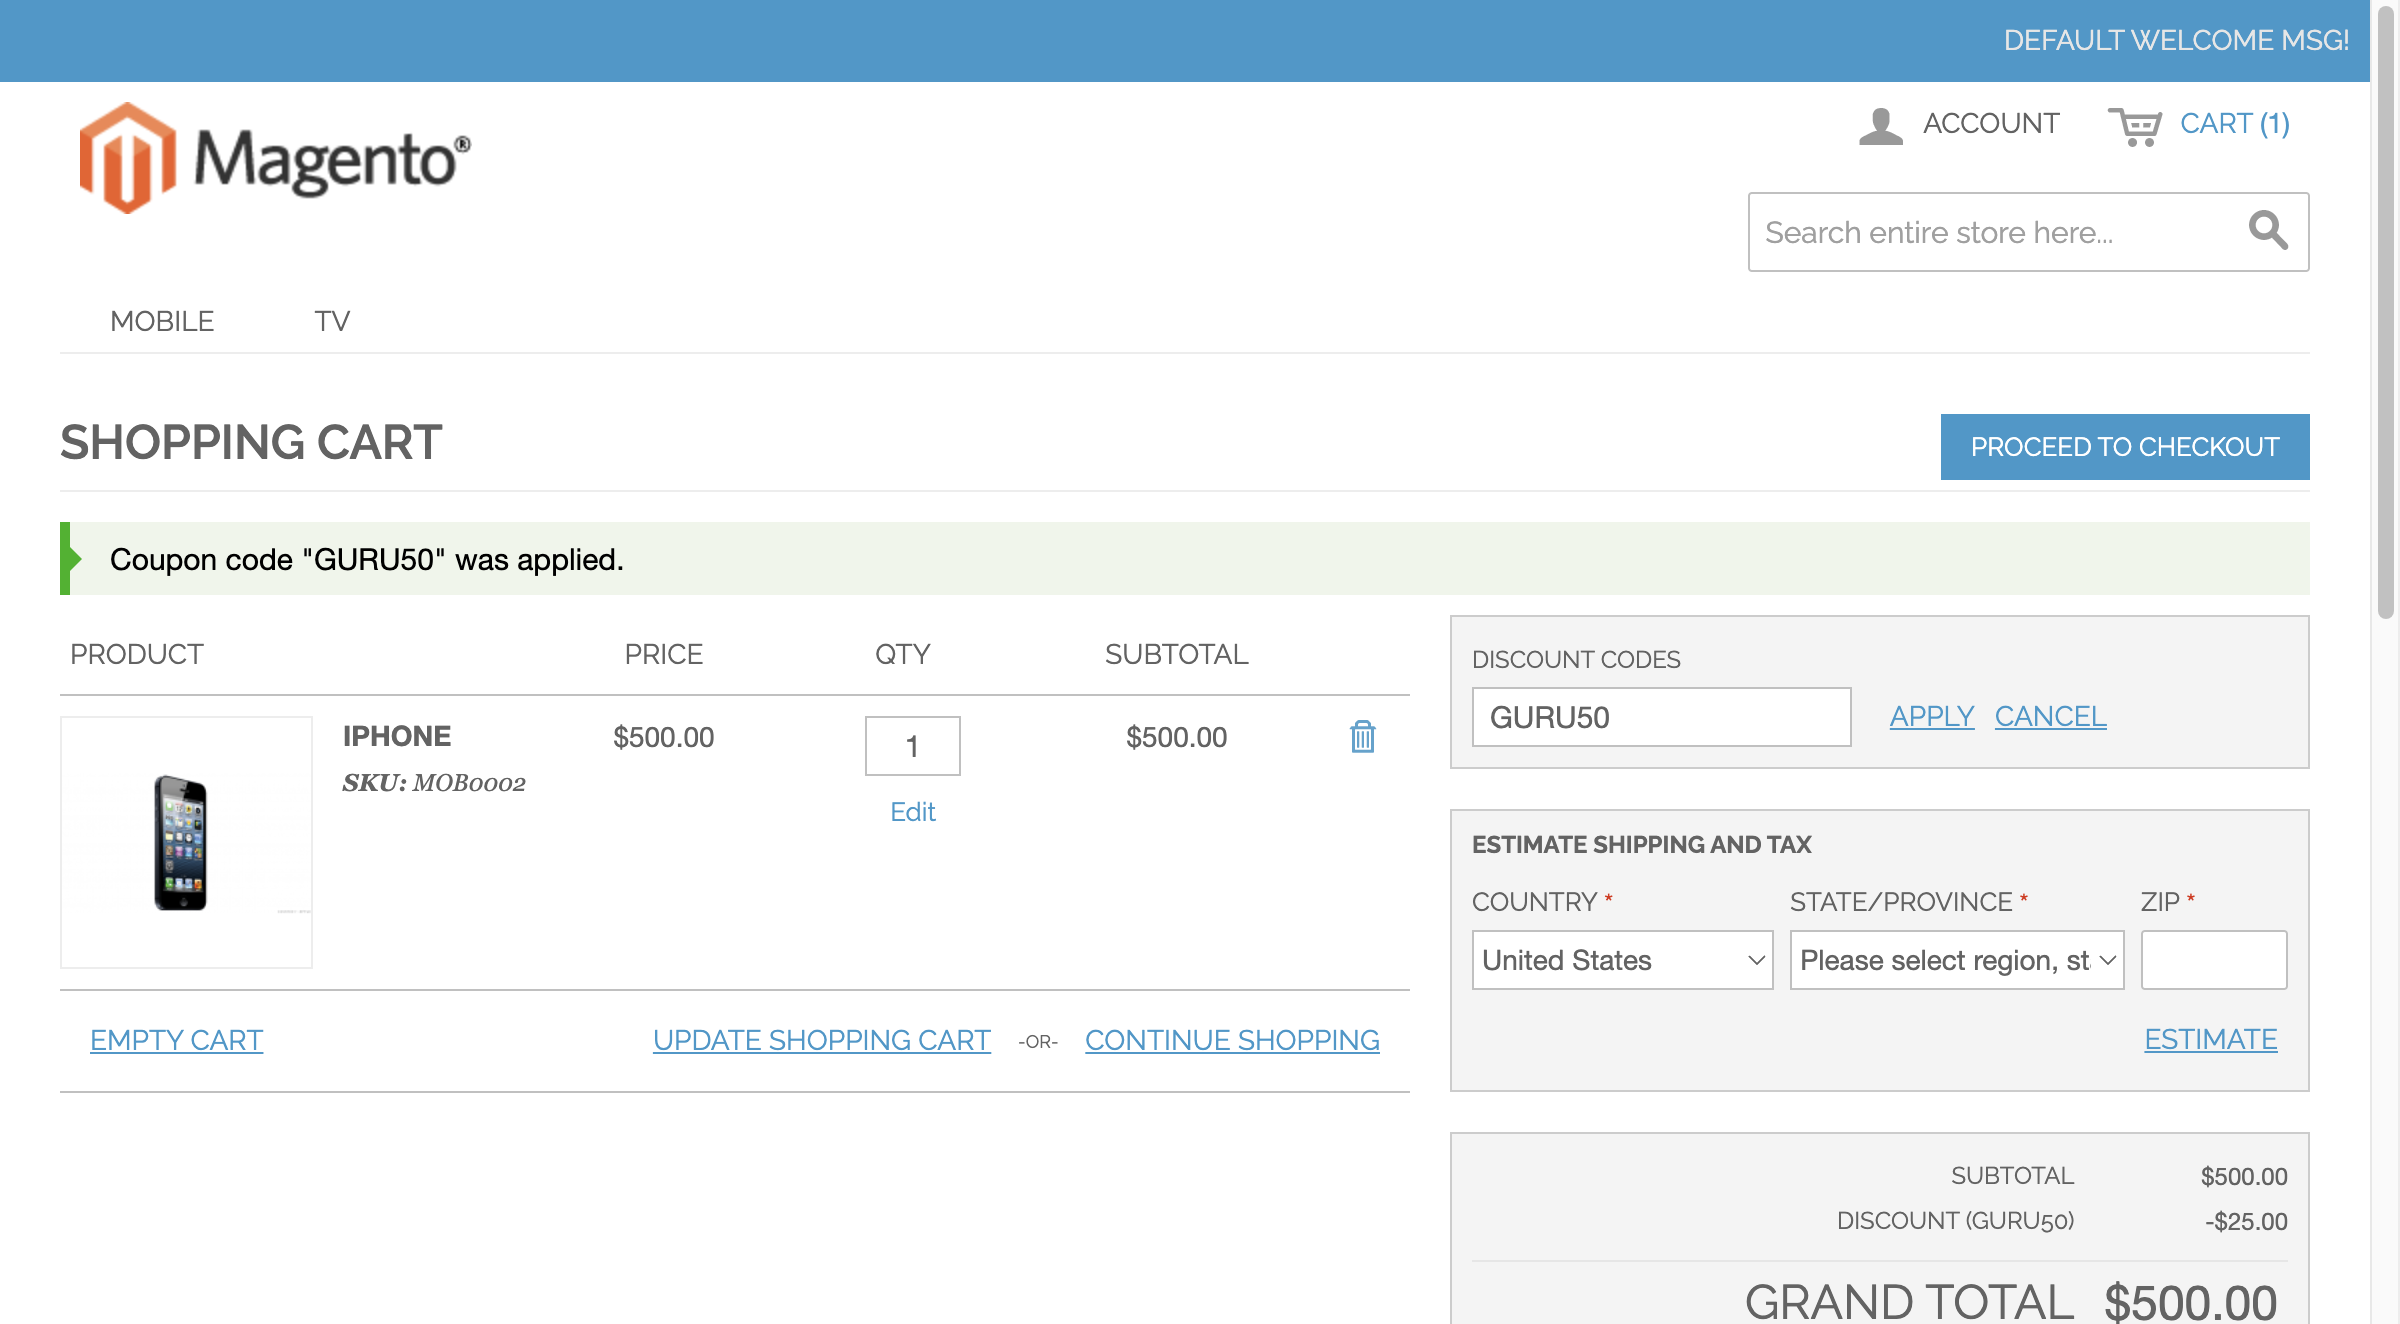 DEFAULT WELCOME MSG!
Magento®
ACCOUNT
CART (1)
Search entire store here...
MOBILE
TV
SHOPPING CART
PROCEED TO CHECKOUT
Coupon code "GURU50" was applied.
PRODUCT PRICE QTY SUBTOTAL
IPHONE $500.00 1 $500.00
SKU: MOB0002
Edit
EMPTY CART UPDATE SHOPPING CART -OR- CONTINUE SHOPPING
DISCOUNT CODES
GURU50 APPLY CANCEL
ESTIMATE SHIPPING AND TAX
COUNTRY * STATE/PROVINCE * ZIP *
United States Please select region, st
ESTIMATE
SUBTOTAL $500.00
DISCOUNT (GURU50) -$25.00
GRAND TOTAL $500.00